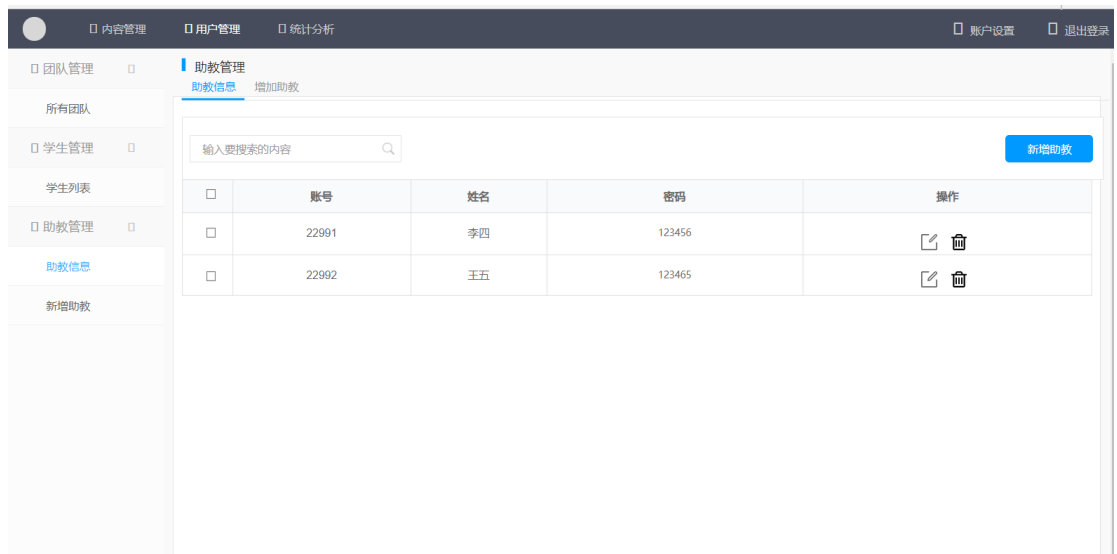 内容管理 用户管理 统计分析 账户设置 退出登录
团队管理
所有团队
学生管理
学生列表
助教管理
助教信息
新增助教
助教管理
助教信息 增加助教
输入要搜索的内容 新增助教
账号 姓名 密码 操作
22991 李四 123456
22992 王五 123465